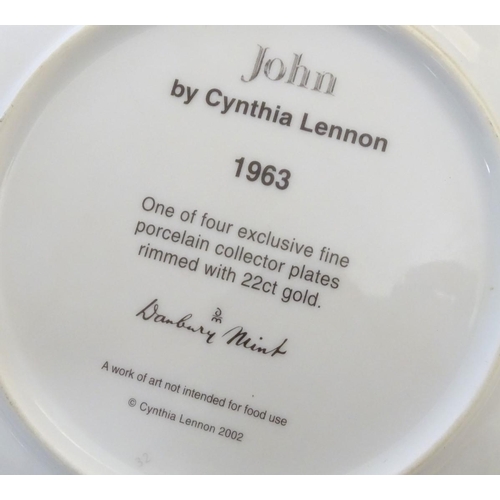 John
by Cynthia Lennon
1963
One of four exclusive fine
porcelain collector plates
rimmed with 22ct gold.
DM
Danbury Mint
A work of art not intended for food use
© Cynthia Lennon 2002